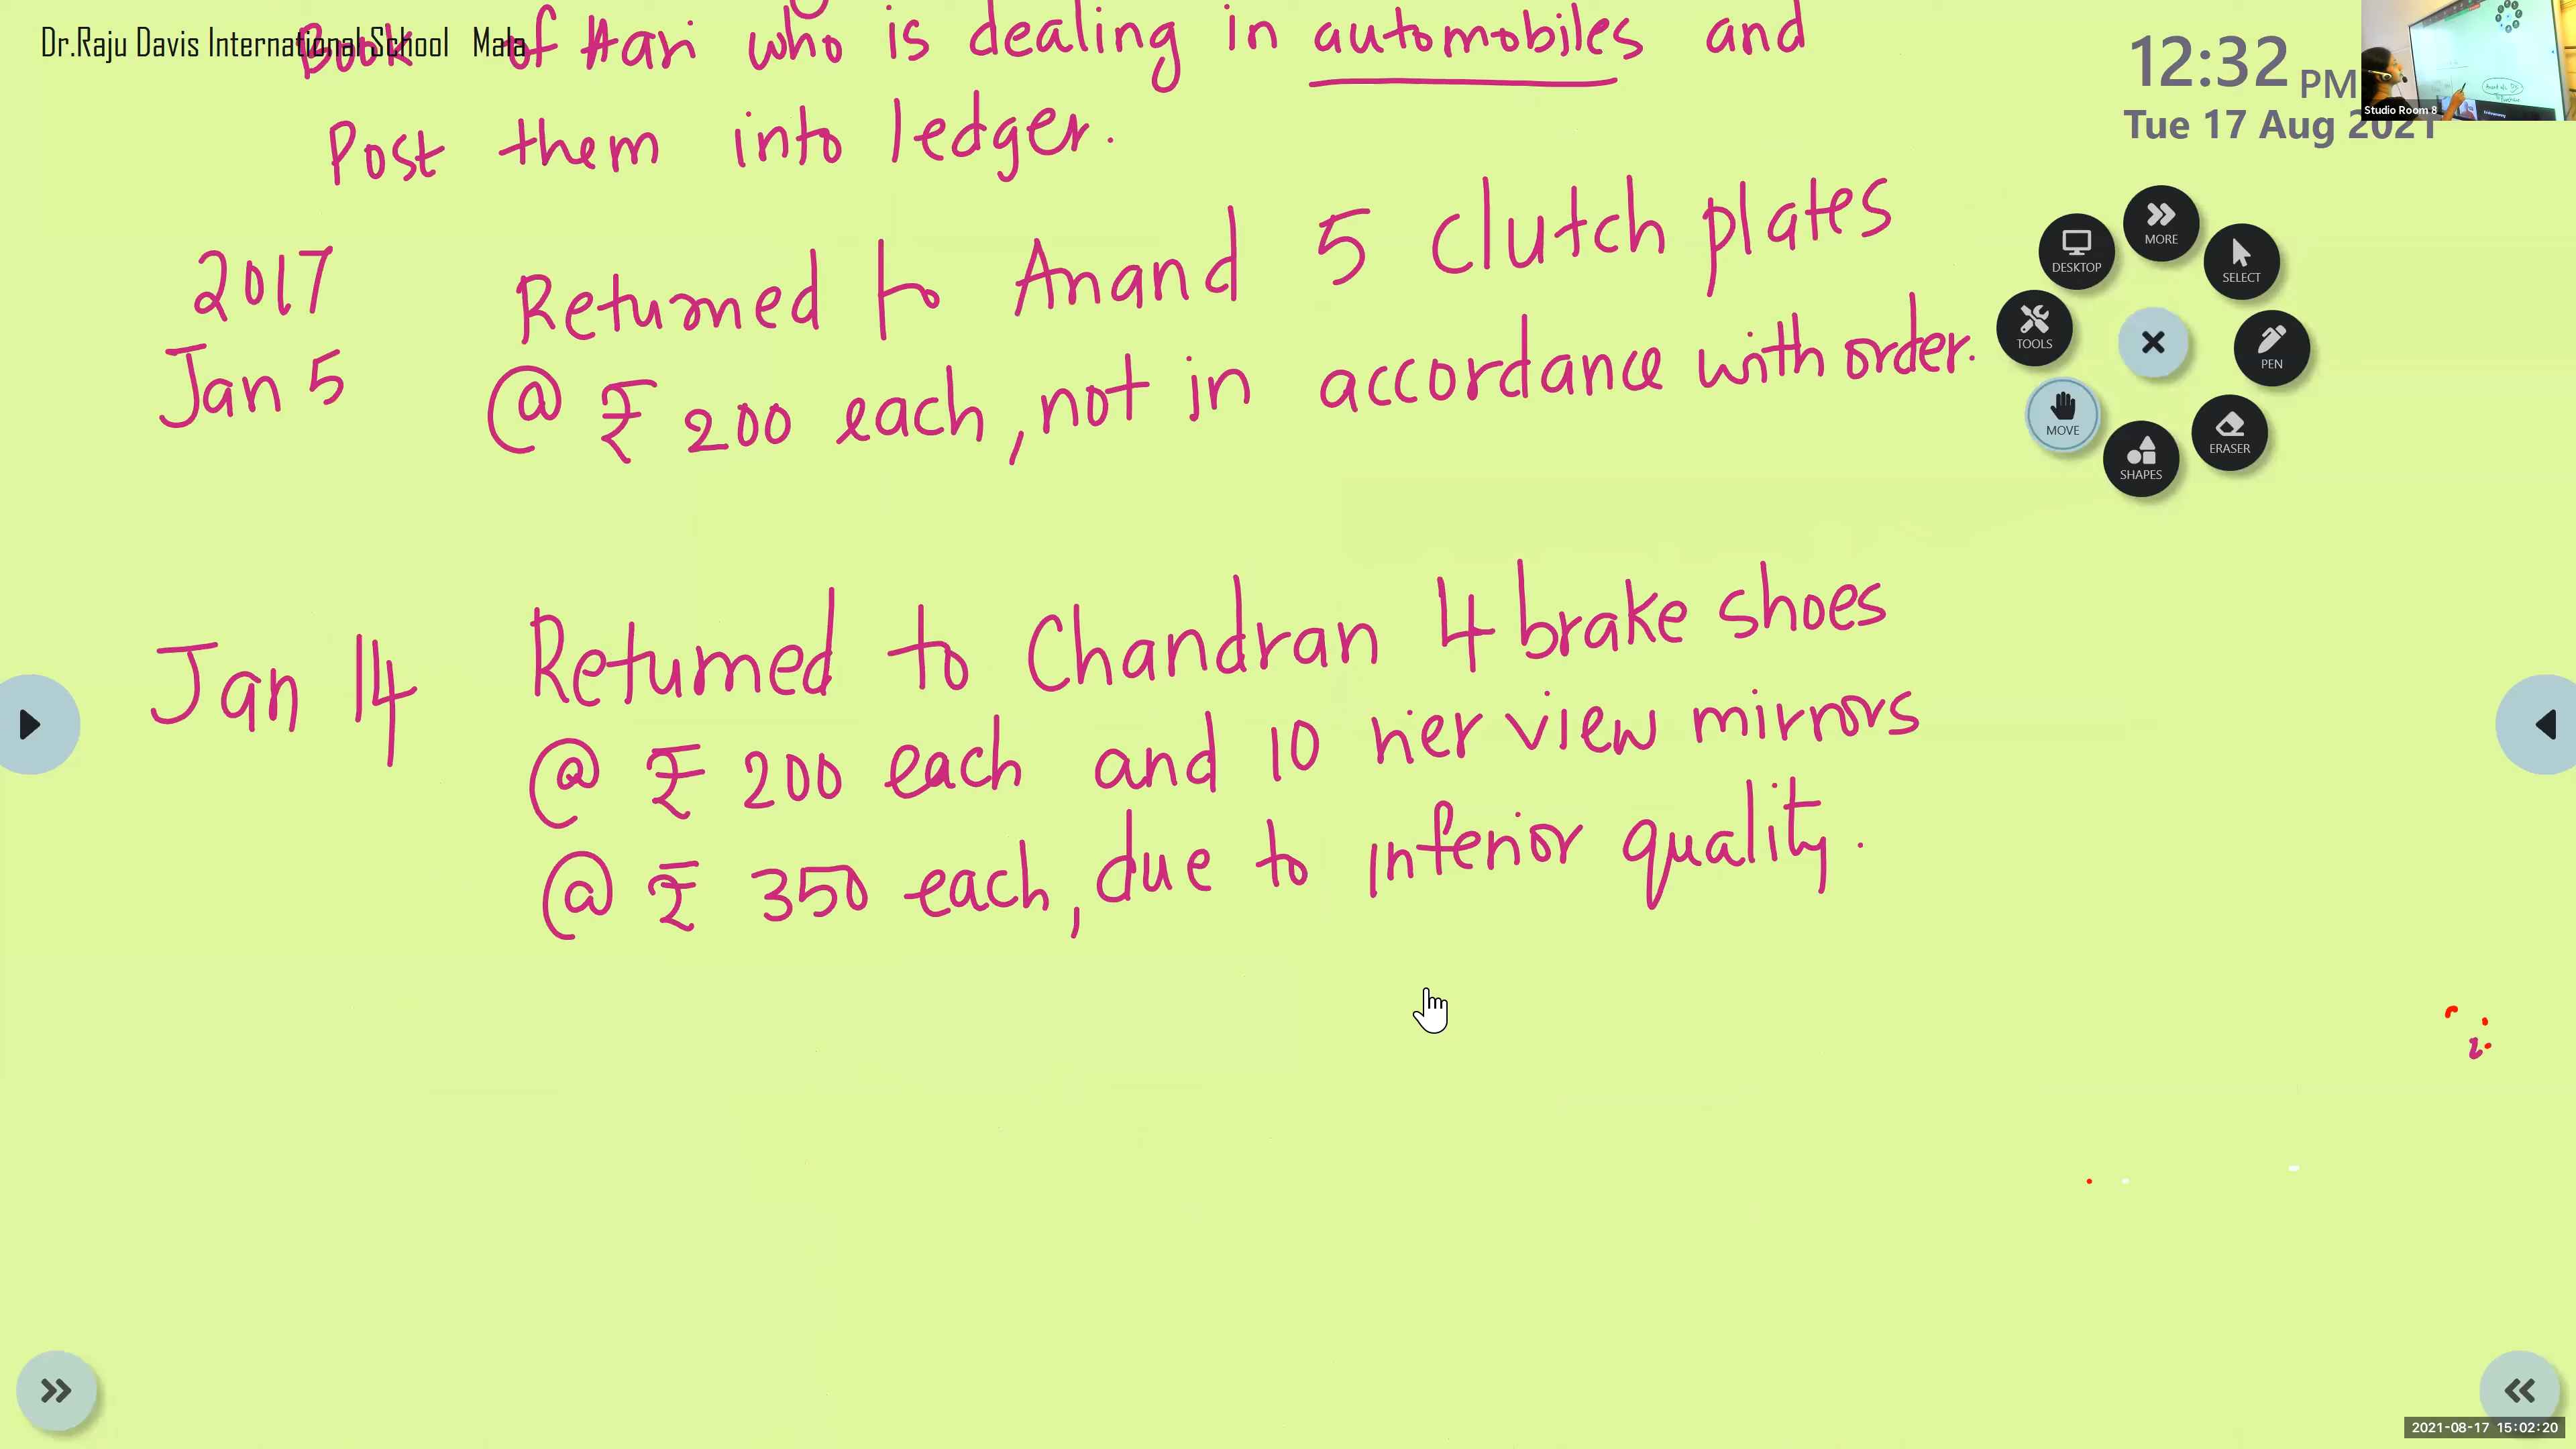 Dr.Raju Davis International School Mala
Book of Hari who is dealing in automobiles and
Post them into ledger.
12:32 PM
Tue 17 Aug 2021
Studio Room 8
2017
Jan 5
Returned to Anand 5 clutch plates
@ ₹ 200 each, not in accordance with order.
Jan 14
Returned to Chandran 4 brake shoes
@ ₹ 200 each and 10 rier view mirrors
@ ₹ 350 each, due to inferior quality.
MORE
DESKTOP
SELECT
TOOLS
PEN
MOVE
ERASER
SHAPES
2021-08-17 15:02:20